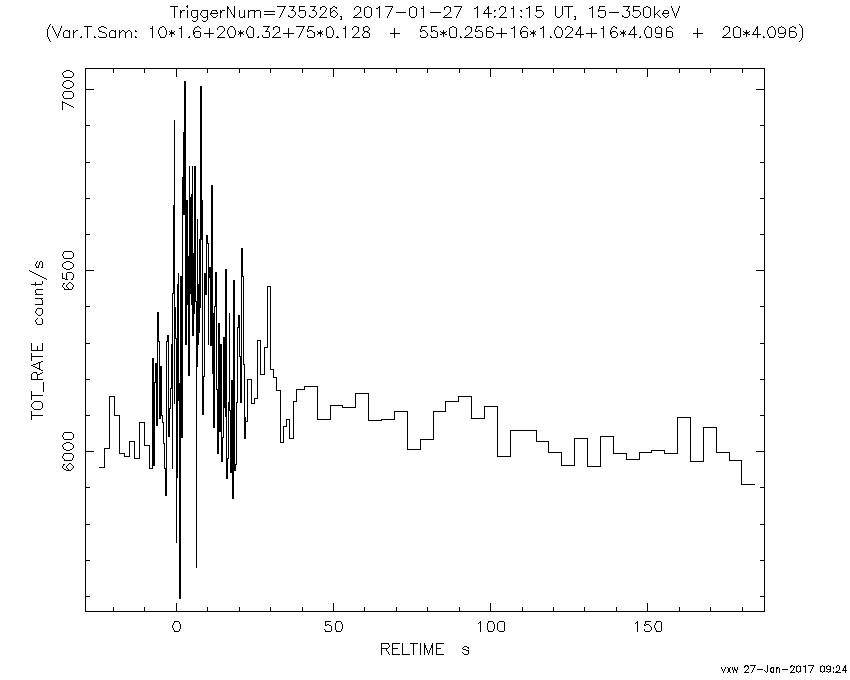 TriggerNum=735326, 2017-01-27 14:21:15 UT, 15-350keV
(Var.T.Sam: 10*1.6+20*0.32+75*0.128 + 55*0.256+16*1.024+16*4.096 + 20*4.096)
7000
6500
6000
TOT_RATE count/s
0 50 100 150
RELTIME s
vxw 27-Jan-2017 09:24